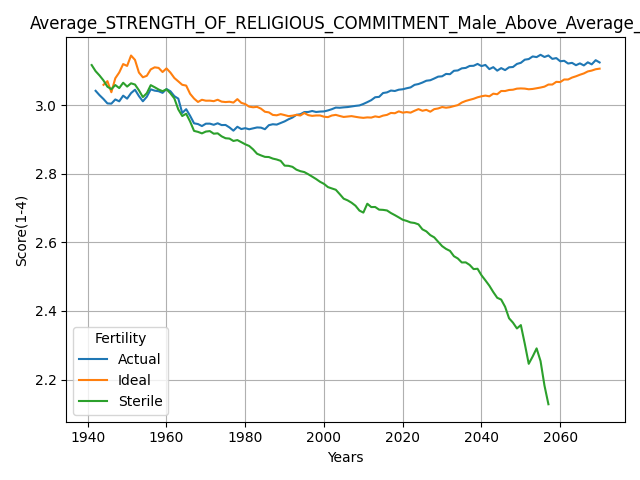 Average_STRENGTH_OF_RELIGIOUS_COMMITMENT_Male_Above_Average_
Score(1-4)
3.0
2.8
2.6
2.4
2.2
Fertility
Actual
Ideal
Sterile
1940 1960 1980 2000 2020 2040 2060
Years